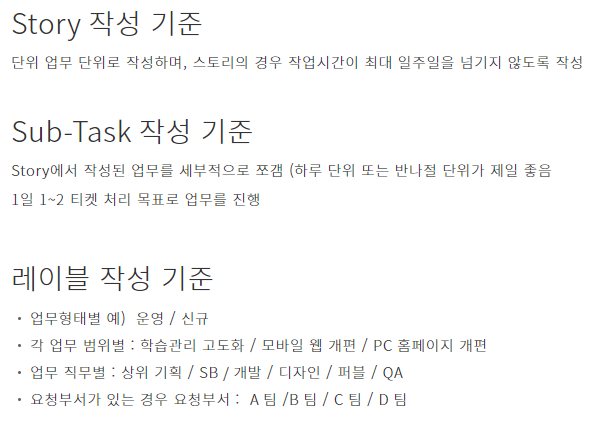 Story 작성 기준
단위 업무 단위로 작성하며, 스토리의 경우 작업시간이 최대 일주일을 넘기지 않도록 작성
Sub-Task 작성 기준
Story에서 작성된 업무를 세부적으로 쪼갬 (하루 단위 또는 반나절 단위가 제일 좋음
1일 1~2 티켓 처리 목표로 업무를 진행
레이블 작성 기준
• 업무형태별 예) 운영 / 신규
• 각 업무 범위별 : 학습관리 고도화 / 모바일 웹 개편 / PC 홈페이지 개편
• 업무 직무별 : 상위 기획 / SB / 개발 / 디자인 / 퍼블 / QA
• 요청부서가 있는 경우 요청부서 : A 팀 /B 팀 / C 팀 / D 팀